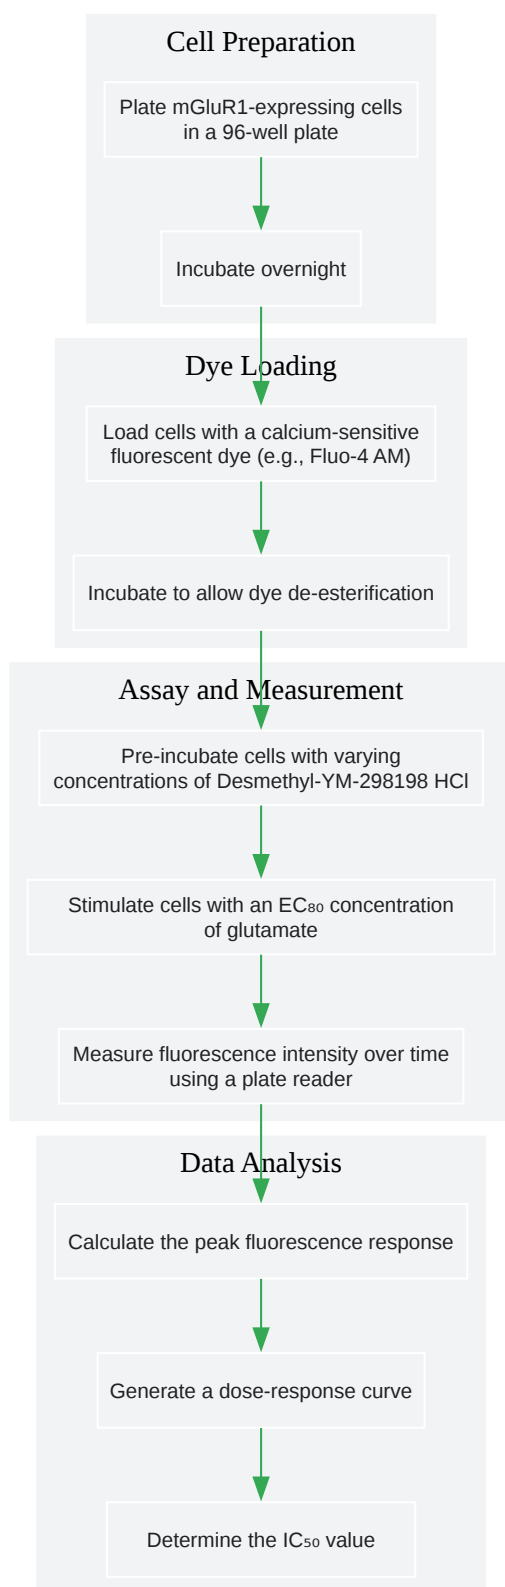 Cell Preparation
Plate mGluR1-expressing cells
in a 96-well plate
Incubate overnight
Dye Loading
Load cells with a calcium-sensitive
fluorescent dye (e.g., Fluo-4 AM)
Incubate to allow dye de-esterification
Assay and Measurement
Pre-incubate cells with varying
concentrations of Desmethyl-YM-298198 HCl
Stimulate cells with an EC₈₀ concentration
of glutamate
Measure fluorescence intensity over time
using a plate reader
Data Analysis
Calculate the peak fluorescence response
Generate a dose-response curve
Determine the IC₅₀ value